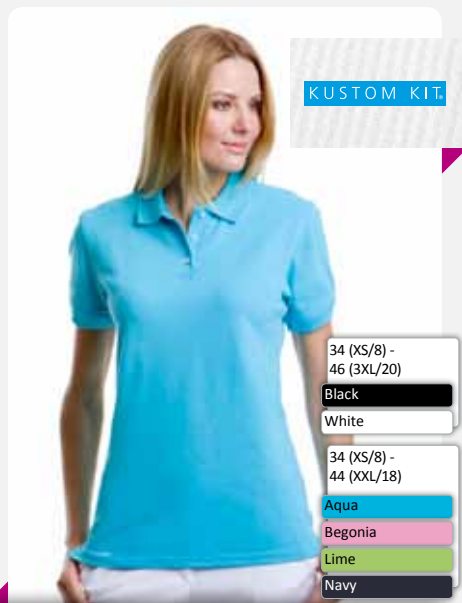 KUSTOM KIT®
34 (XS/8) -
46 (3XL/20)
Black
White
34 (XS/8) -
44 (XXL/18)
Aqua
Begonia
Lime
Navy